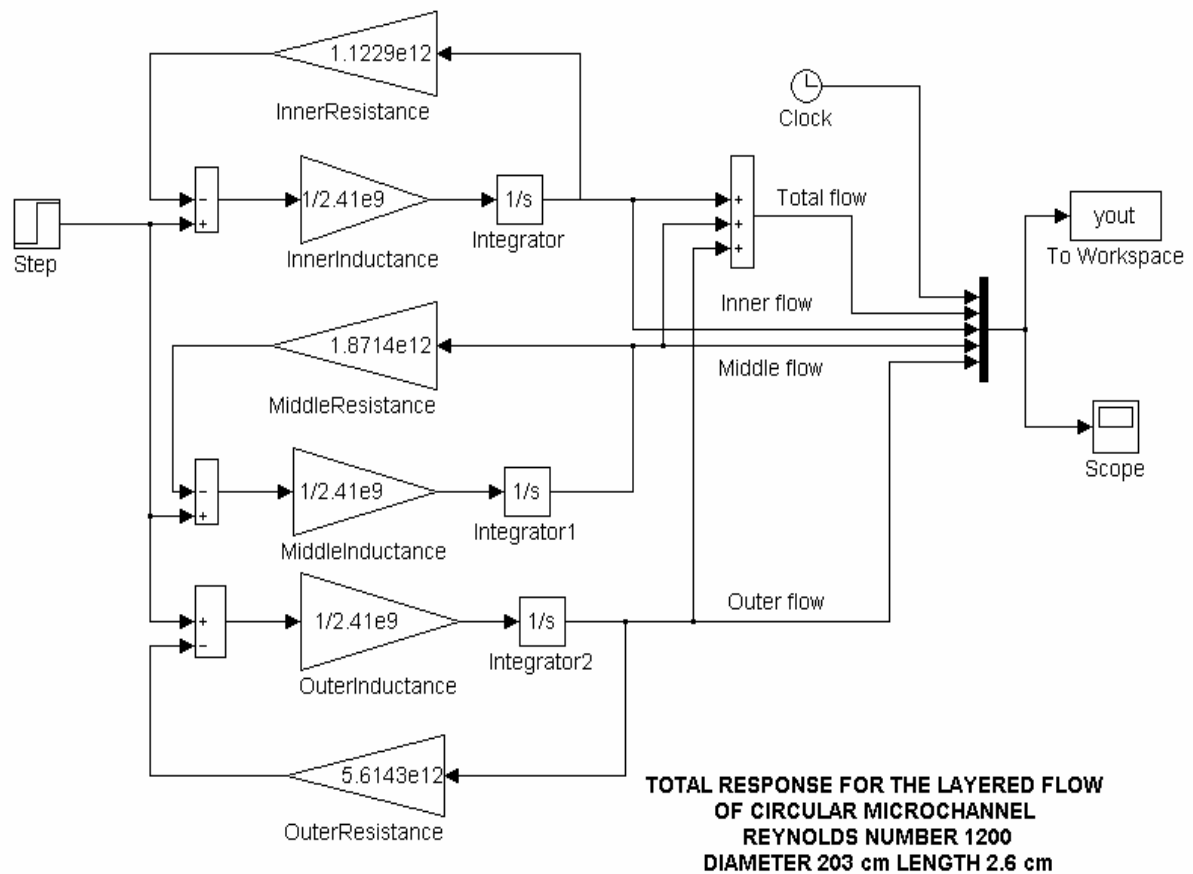 1.1229e12
InnerResistance
Clock
-
+
1/2.41e9
1/s
+
+
+
Total flow
yout
Step
InnerInductance
Integrator
To Workspace
Inner flow
1.8714e12
MiddleResistance
Middle flow
Scope
-
+
1/2.41e9
1/s
MiddleInductance
Integrator1
+
-
1/2.41e9
1/s
Outer flow
OuterInductance
Integrator2
5.6143e12
OuterResistance
TOTAL RESPONSE FOR THE LAYERED FLOW
OF CIRCULAR MICROCHANNEL
REYNOLDS NUMBER 1200
DIAMETER 203 cm LENGTH 2.6 cm